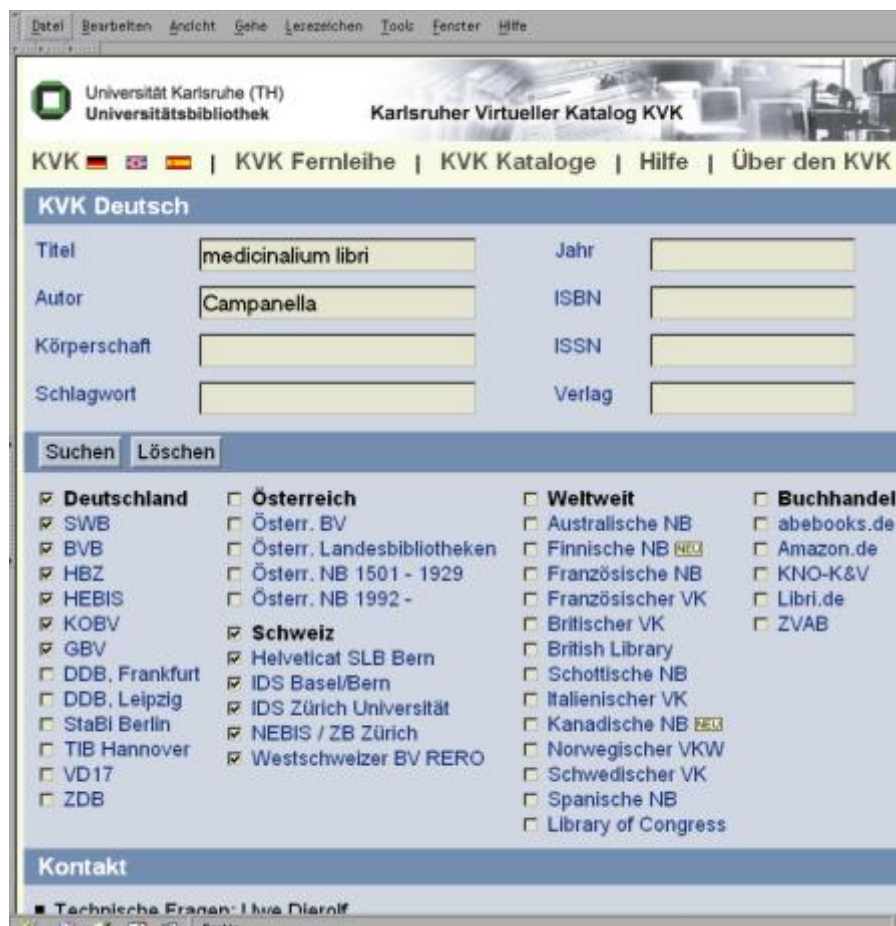 Datei Bearbeiten Ansicht Gehe Lesezeichen Tools Fenster Hilfe
Universität Karlsruhe (TH)
Universitätsbibliothek
Karlsruher Virtueller Katalog KVK
KVK | KVK Fernleihe | KVK Kataloge | Hilfe | Über den KVK
KVK Deutsch
Titel medicinalium libri Jahr
Autor Campanella ISBN
Körperschaft ISSN
Schlagwort Verlag
Suchen Löschen
Deutschland
SWB
BVB
HBZ
HEBIS
KOBV
GBV
DDB, Frankfurt
DDB, Leipzig
StaBi Berlin
TIB Hannover
VD17
ZDB
Österreich
Österr. BV
Österr. Landesbibliotheken
Österr. NB 1501 - 1929
Österr. NB 1992 -
Schweiz
Helveticat SLB Bern
IDS Basel/Bern
IDS Zürich Universität
NEBIS / ZB Zürich
Westschweizer BV RERO
Weltweit
Australische NB
Finnische NB NEU
Französische NB
Französischer VK
Britischer VK
British Library
Schottische NB
Italienischer VK
Kanadische NB NEU
Norwegischer VKW
Schwedischer VK
Spanische NB
Library of Congress
Buchhandel
abebooks.de
Amazon.de
KNO-K&V
Libri.de
ZVAB
Kontakt
Technische Fragen: Uwe Dierolf